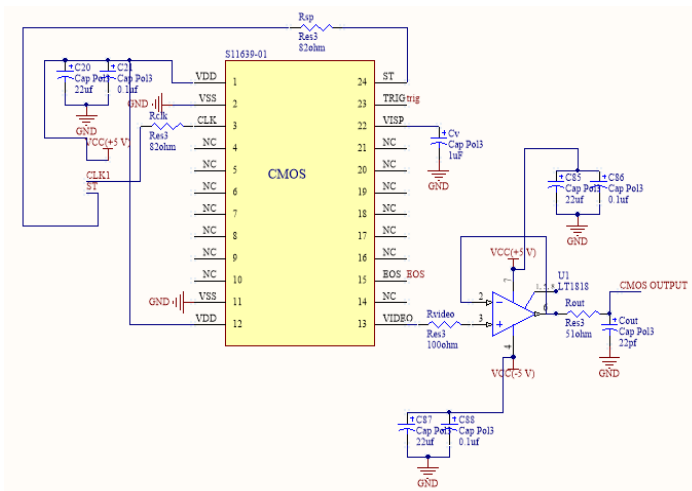 Rsp
Res3
82ohm
S11639-01
C20
Cap Pol3
22uf
C21
Cap Pol3
0.1uf
GND
VCC(+5 V)
GND
Rclk
Res3
82ohm
CLK1
ST
CMOS
VDD 1
VSS 2
CLK 3
NC 4
NC 5
NC 6
NC 7
NC 8
NC 9
NC 10
GND VSS 11
VDD 12
24 ST
23 TRIG trig
22 VISP
21 NC
20 NC
19 NC
18 NC
17 NC
16 NC
15 EOS EOS
14 NC
13 VIDEO
Cv
Cap Pol3
1uF
GND
C85
Cap Pol3
22uf
C86
Cap Pol3
0.1uf
GND
VCC(+5 V)
7
U1
LT1818
1, 5, 8
2
3
6
4
Rvideo
Res3
100ohm
Rout
Res3
51ohm
CMOS OUTPUT
Cout
Cap Pol3
22pf
GND
VCC(-5 V)
C87
Cap Pol3
22uf
C88
Cap Pol3
0.1uf
GND